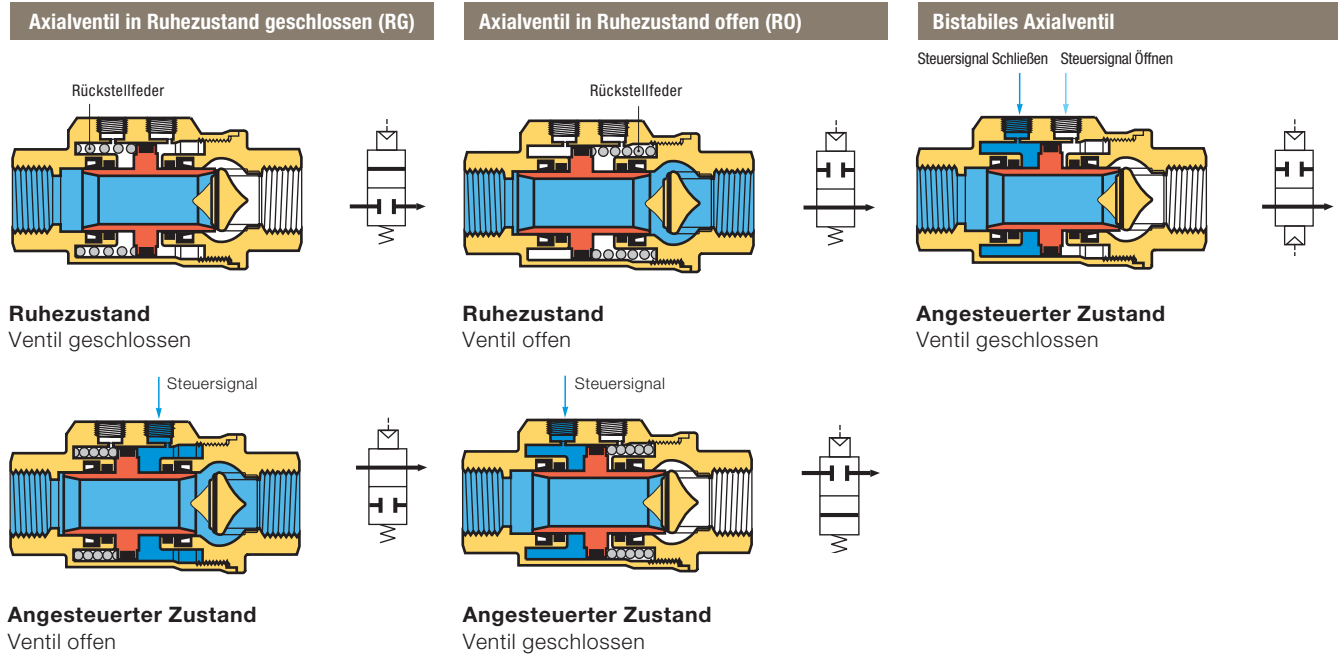 Axialventil in Ruhezustand geschlossen (RG)
Axialventil in Ruhezustand offen (RO)
Bistabiles Axialventil
Steuersignal Schließen
Steuersignal Öffnen
Rückstellfeder
Rückstellfeder
Ruhezustand
Ventil geschlossen
Ruhezustand
Ventil offen
Angesteuerter Zustand
Ventil geschlossen
Steuersignal
Steuersignal
Angesteuerter Zustand
Ventil offen
Angesteuerter Zustand
Ventil geschlossen